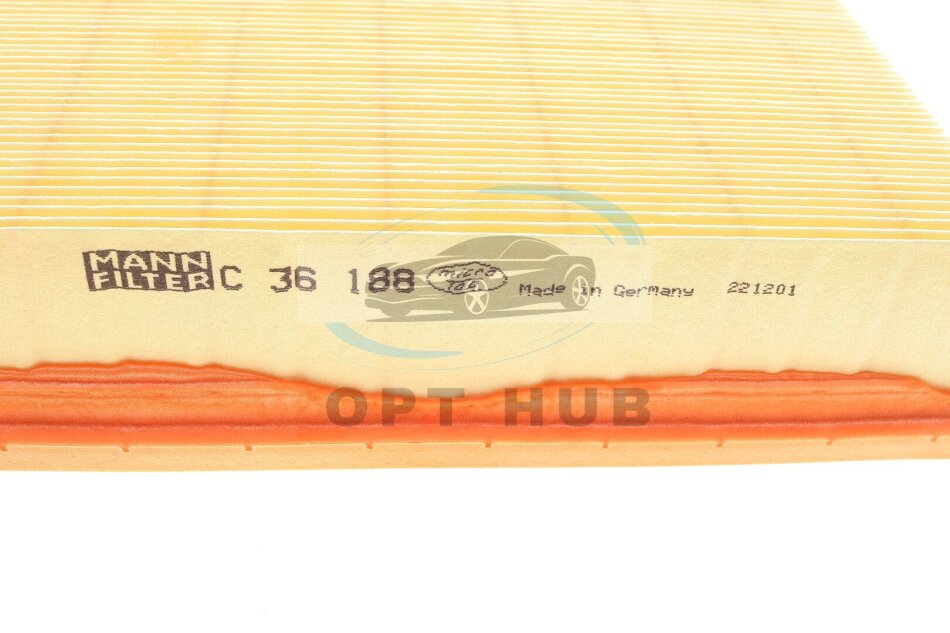 MANN FILTER C 36 188 micro Top Made in Germany 221201
OPT HUB